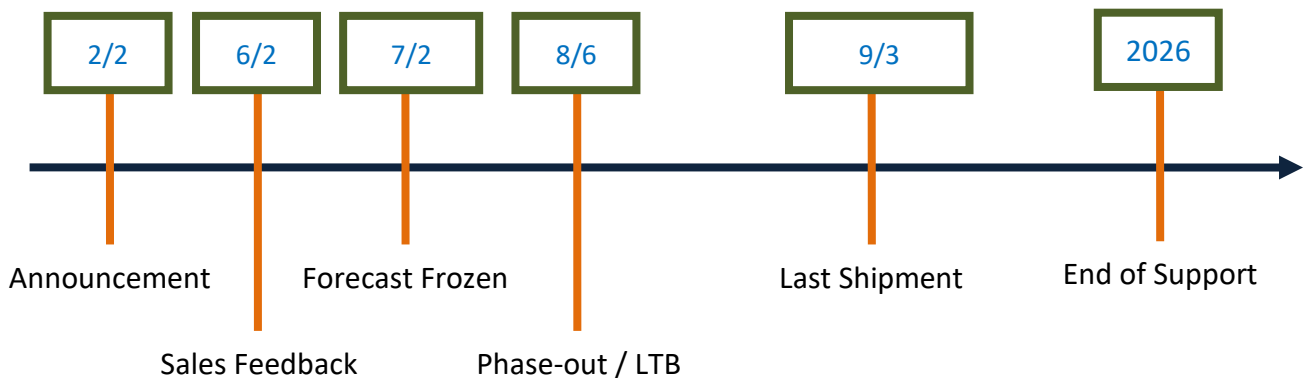 2/2
6/2
7/2
8/6
9/3
2026
Announcement
Forecast Frozen
Last Shipment
End of Support
Sales Feedback
Phase-out / LTB